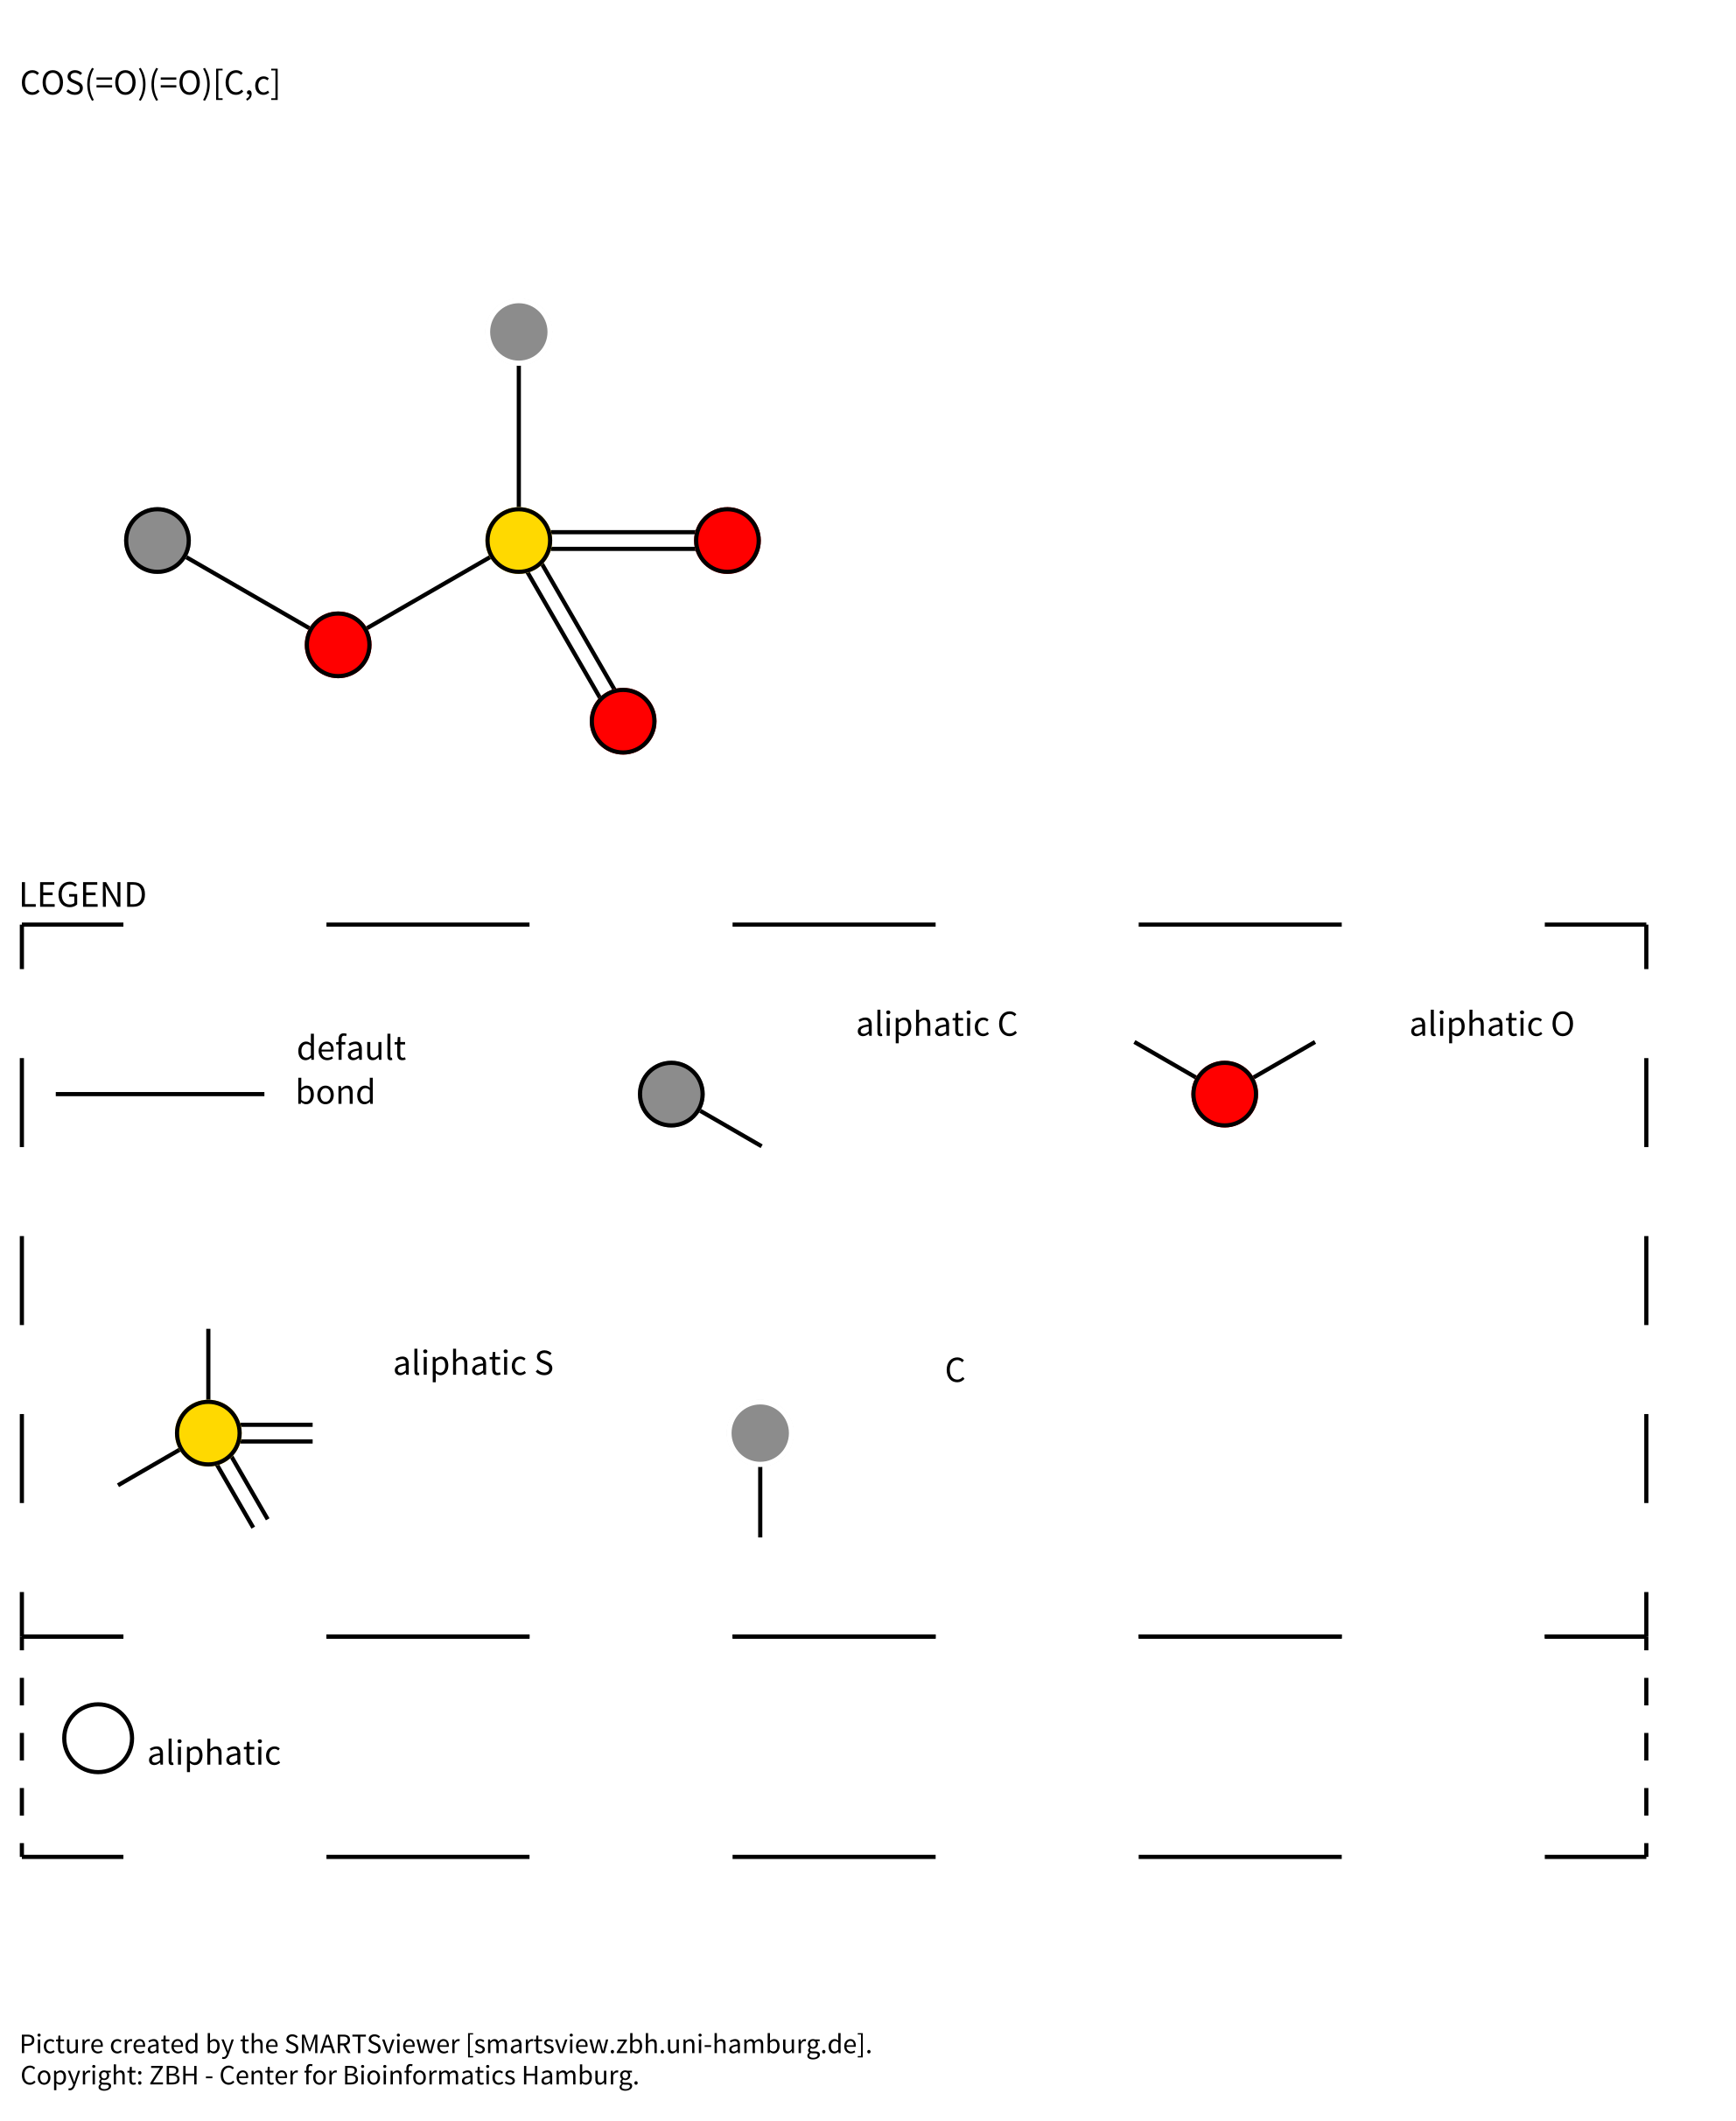 COS(=O)(=O)[C,c]
LEGEND
default
bond
aliphatic C
aliphatic O
aliphatic S
C
aliphatic
Picture created by the SMARTSviewer [smartsview.zbh.uni-hamburg.de].
Copyright: ZBH - Center for Bioinformatics Hamburg.